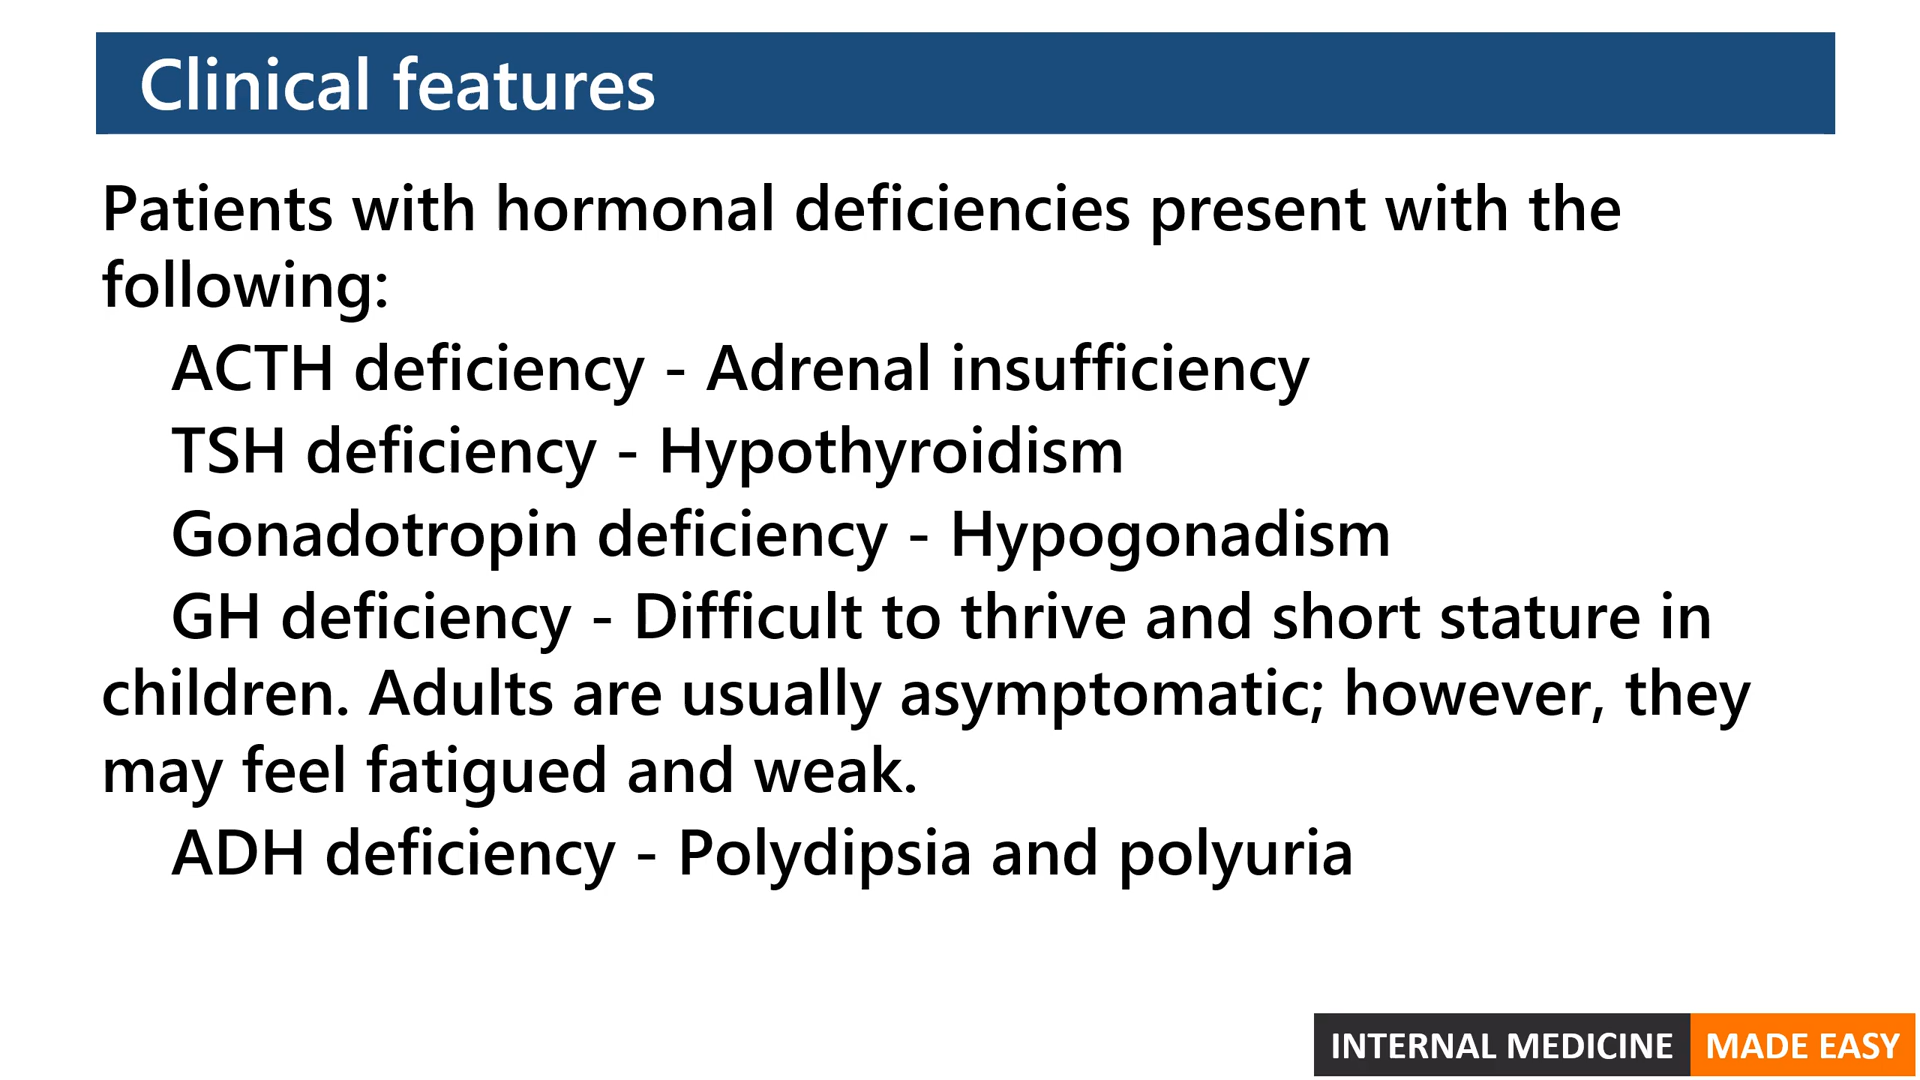 Clinical features
Patients with hormonal deficiencies present with the
following:
ACTH deficiency - Adrenal insufficiency
TSH deficiency - Hypothyroidism
Gonadotropin deficiency - Hypogonadism
GH deficiency - Difficult to thrive and short stature in
children. Adults are usually asymptomatic; however, they
may feel fatigued and weak.
ADH deficiency - Polydipsia and polyuria
INTERNAL MEDICINE MADE EASY